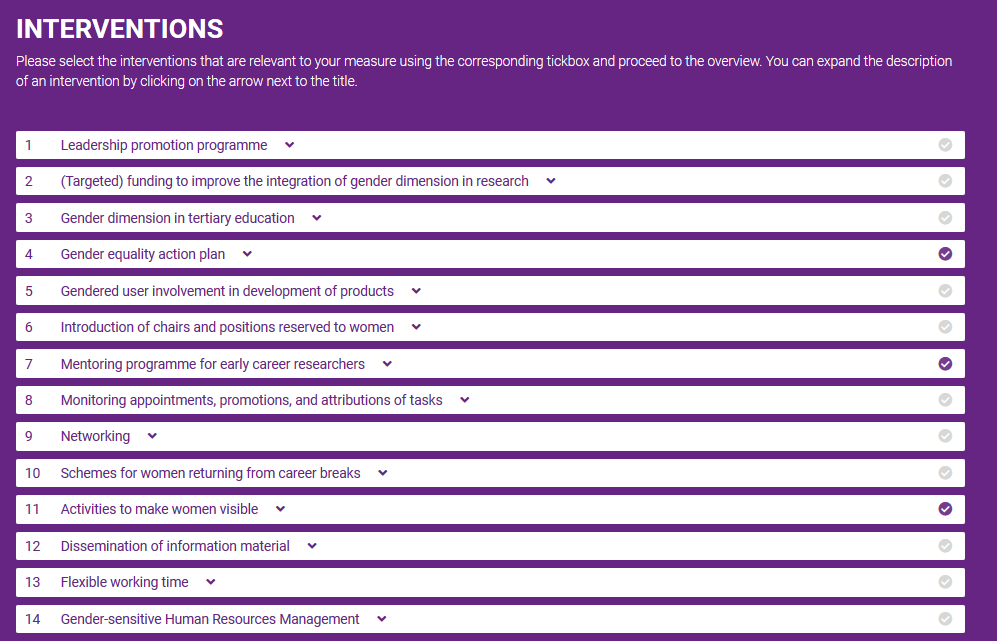 INTERVENTIONS
Please select the interventions that are relevant to your measure using the corresponding tickbox and proceed to the overview. You can expand the description
of an intervention by clicking on the arrow next to the title.
1 Leadership promotion programme
2 (Targeted) funding to improve the integration of gender dimension in research
3 Gender dimension in tertiary education
4 Gender equality action plan
5 Gendered user involvement in development of products
6 Introduction of chairs and positions reserved to women
7 Mentoring programme for early career researchers
8 Monitoring appointments, promotions, and attributions of tasks
9 Networking
10 Schemes for women returning from career breaks
11 Activities to make women visible
12 Dissemination of information material
13 Flexible working time
14 Gender-sensitive Human Resources Management